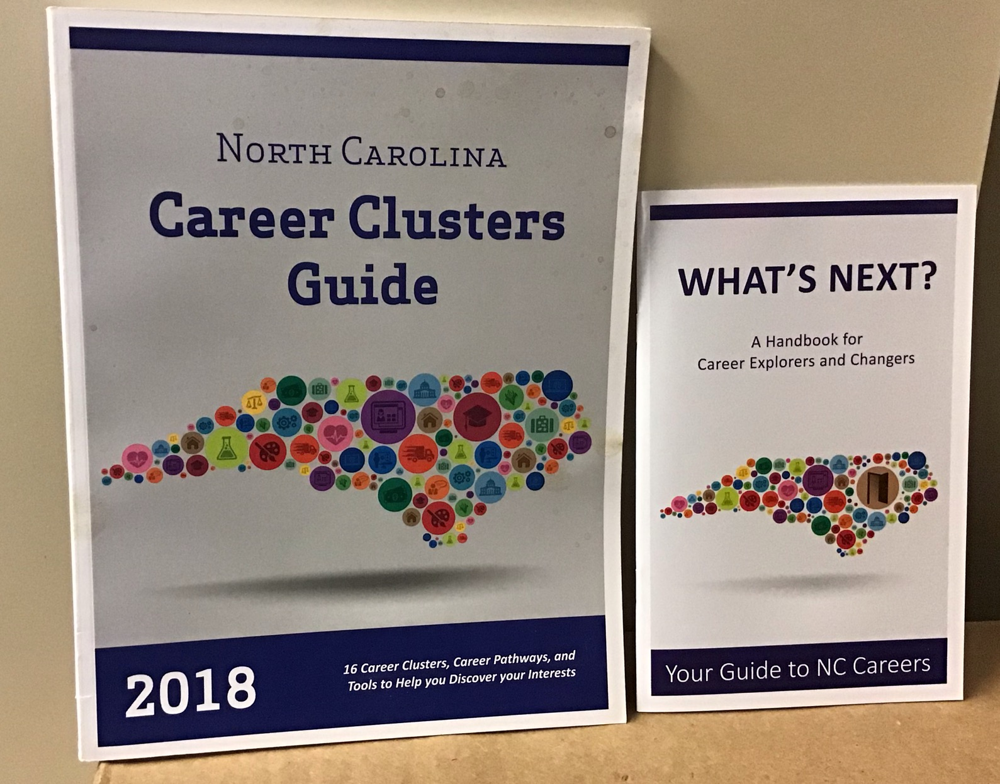 North Carolina
Career Clusters
Guide
2018
16 Career Clusters, Career Pathways, and
Tools to Help you Discover your Interests
WHAT'S NEXT?
A Handbook for
Career Explorers and Changers
Your Guide to NC Careers